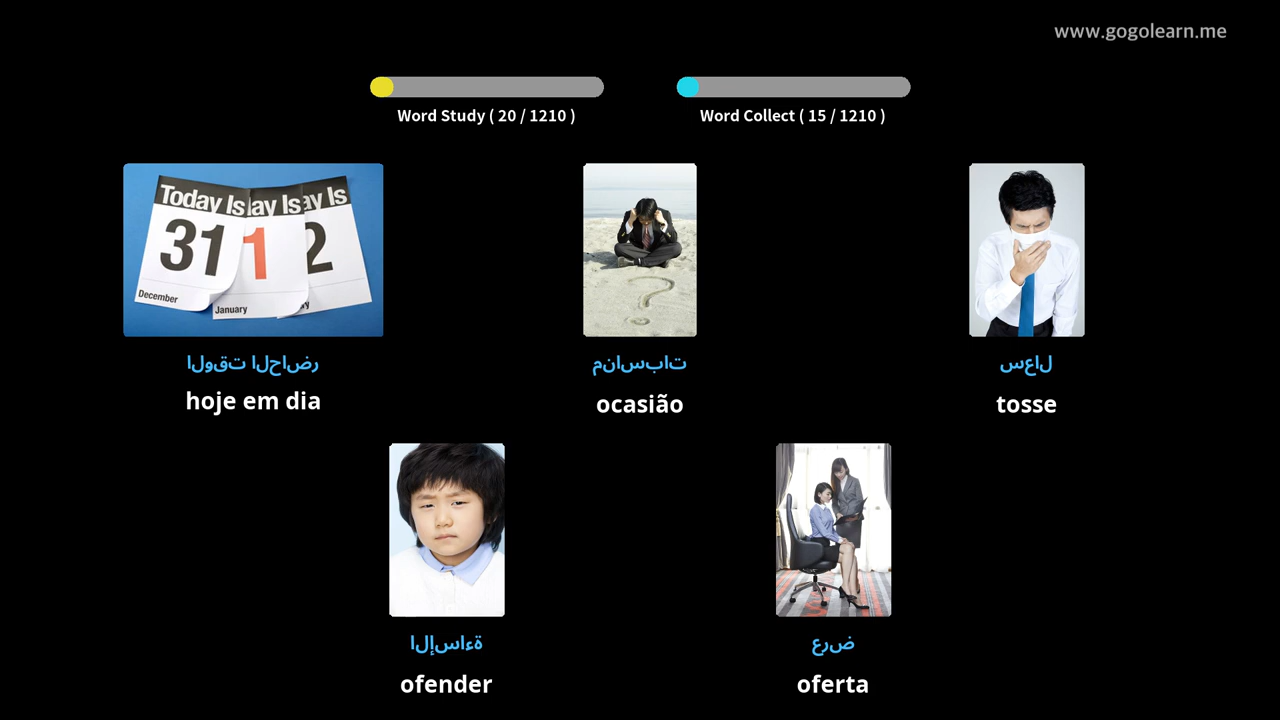 www.gogolearn.me
Word Study ( 20 / 1210 )
Word Collect ( 15 / 1210 )
Today Is
ay Is
ay Is
31
1
2
December
January
الوقت الحاضر
hoje em dia
مناسبات
ocasião
سعال
tosse
الإساءة
ofender
عرض
oferta